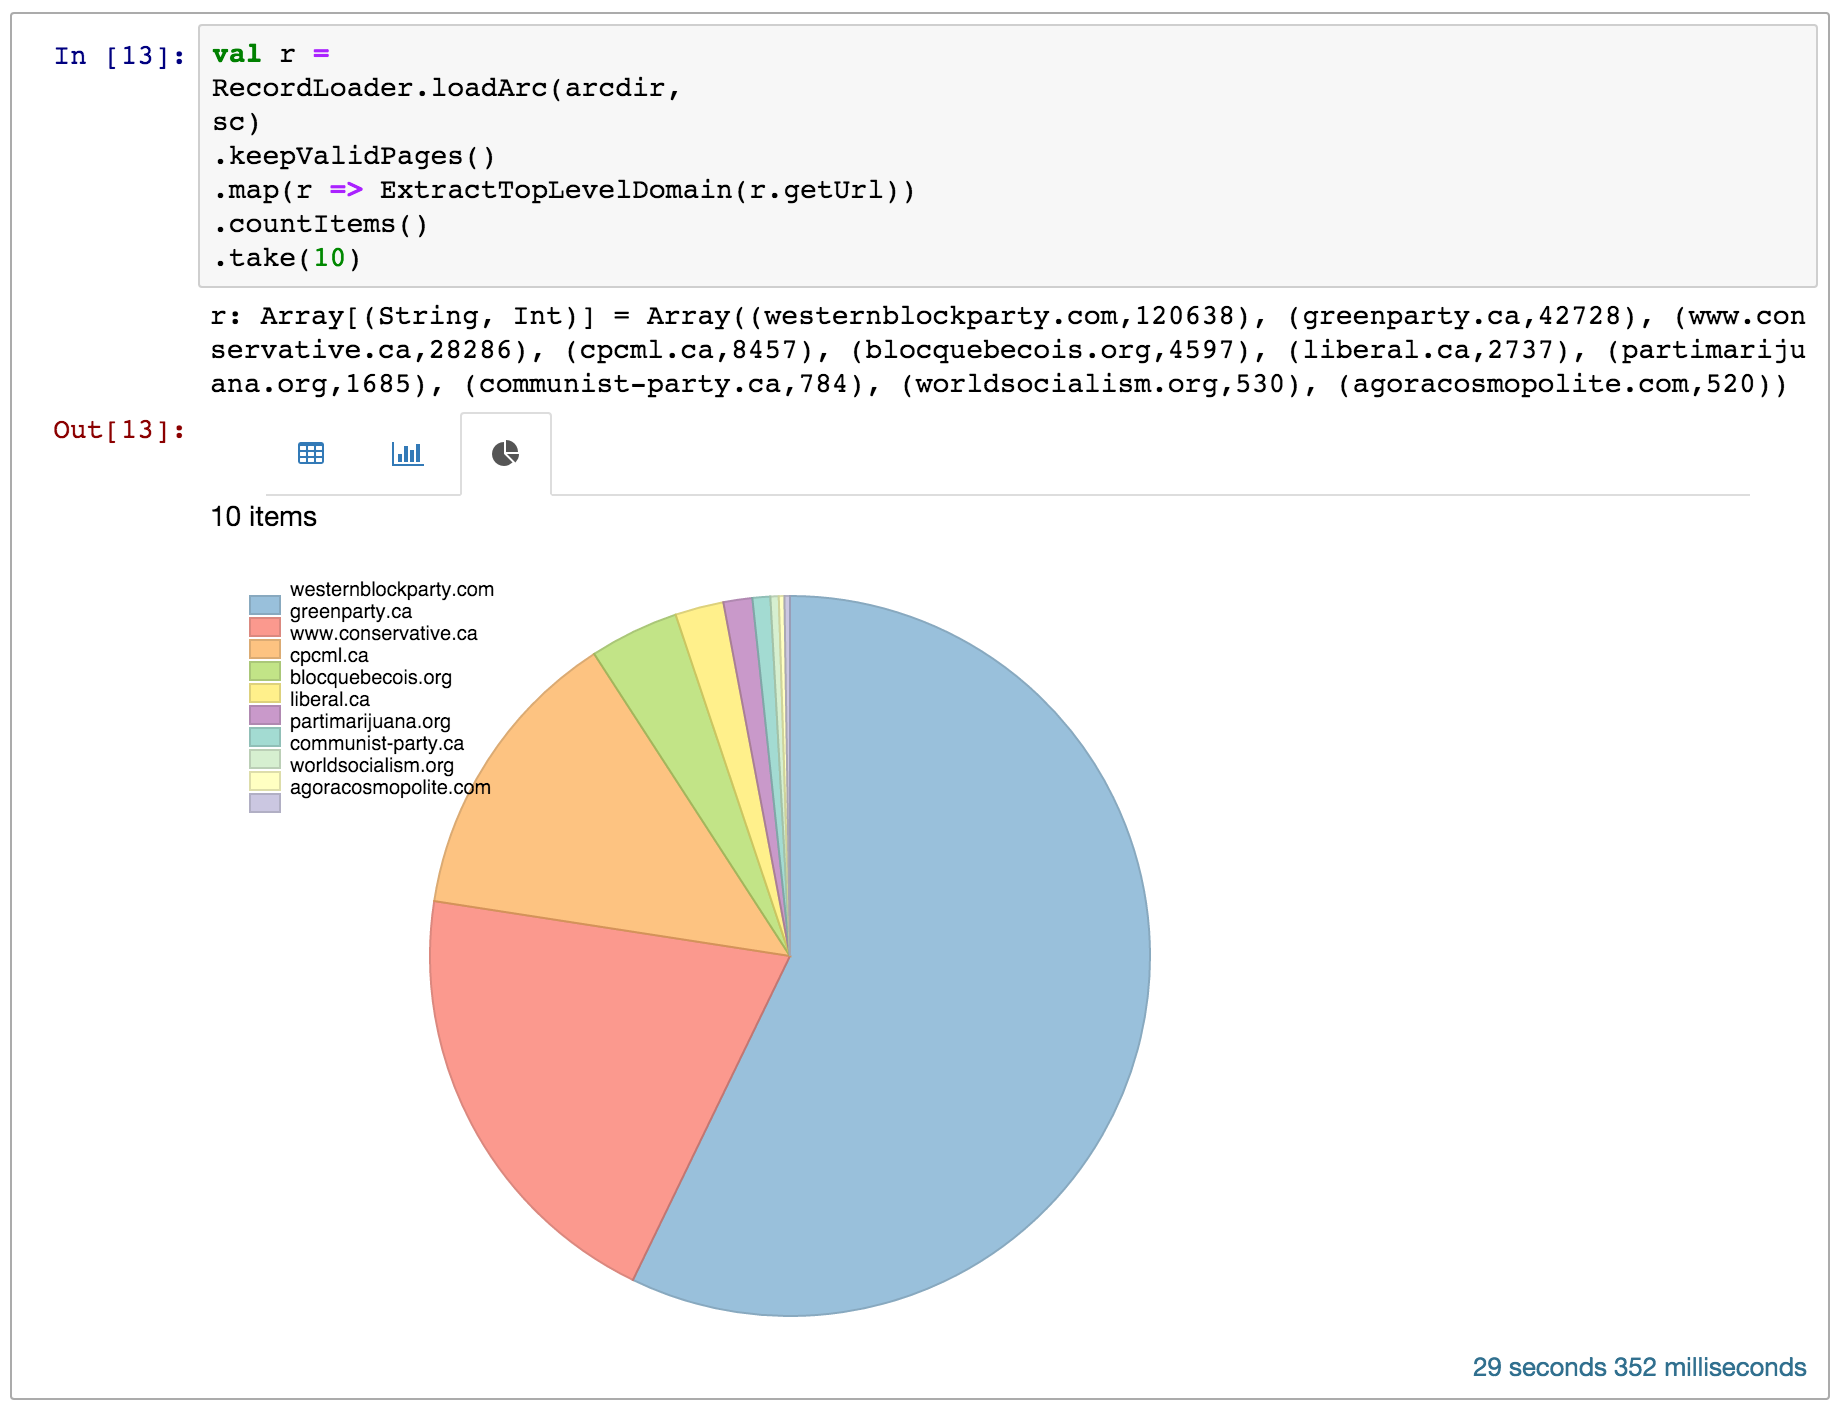 In [13]:
val r =
RecordLoader.loadArc(arcdir,
sc)
.keepValidPages()
.map(r => ExtractTopLevelDomain(r.getUrl))
.countItems()
.take(10)
r: Array[(String, Int)] = Array((westernblockparty.com,120638), (greenparty.ca,42728), (www.con
servative.ca,28286), (cpcml.ca,8457), (blocquebecois.org,4597), (liberal.ca,2737), (partimariju
ana.org,1685), (communist-party.ca,784), (worldsocialism.org,530), (agoracosmopolite.com,520))
Out[13]:
10 items
westernblockparty.com
greenparty.ca
www.conservative.ca
cpcml.ca
blocquebecois.org
liberal.ca
partimarijuana.org
communist-party.ca
worldsocialism.org
agoracosmopolite.com
29 seconds 352 milliseconds